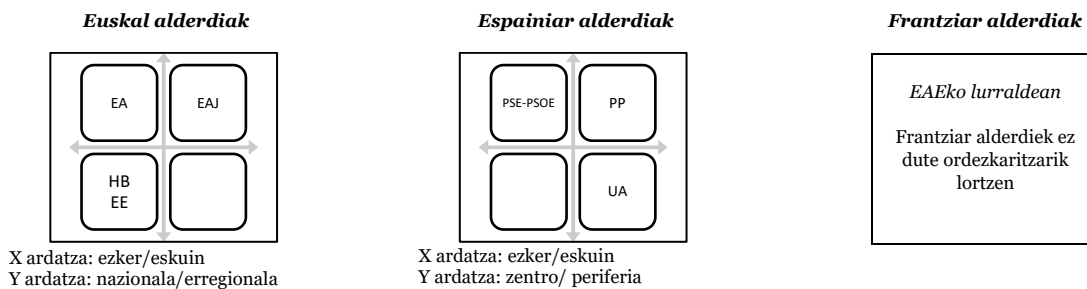 Euskal alderdiak
EA
EAJ
HB
EE
X ardatza: ezker/eskuin
Y ardatza: nazionala/erregionala
Espainiar alderdiak
PSE-PSOE
PP
UA
X ardatza: ezker/eskuin
Y ardatza: zentro/ periferia
Frantziar alderdiak
EAEko lurraldean
Frantziar alderdiek ez
dute ordezkaritzarik
lortzen